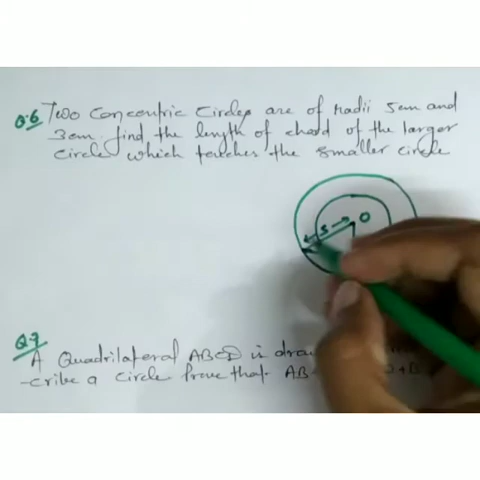 Q.6 Two Concentric Circles are of radii 5cm and
3cm. find the length of chord of the larger
Circle which touches the smaller circle
5 O
Q.7
A Quadrilateral ABCD is
-cribe a circle Prove that AB